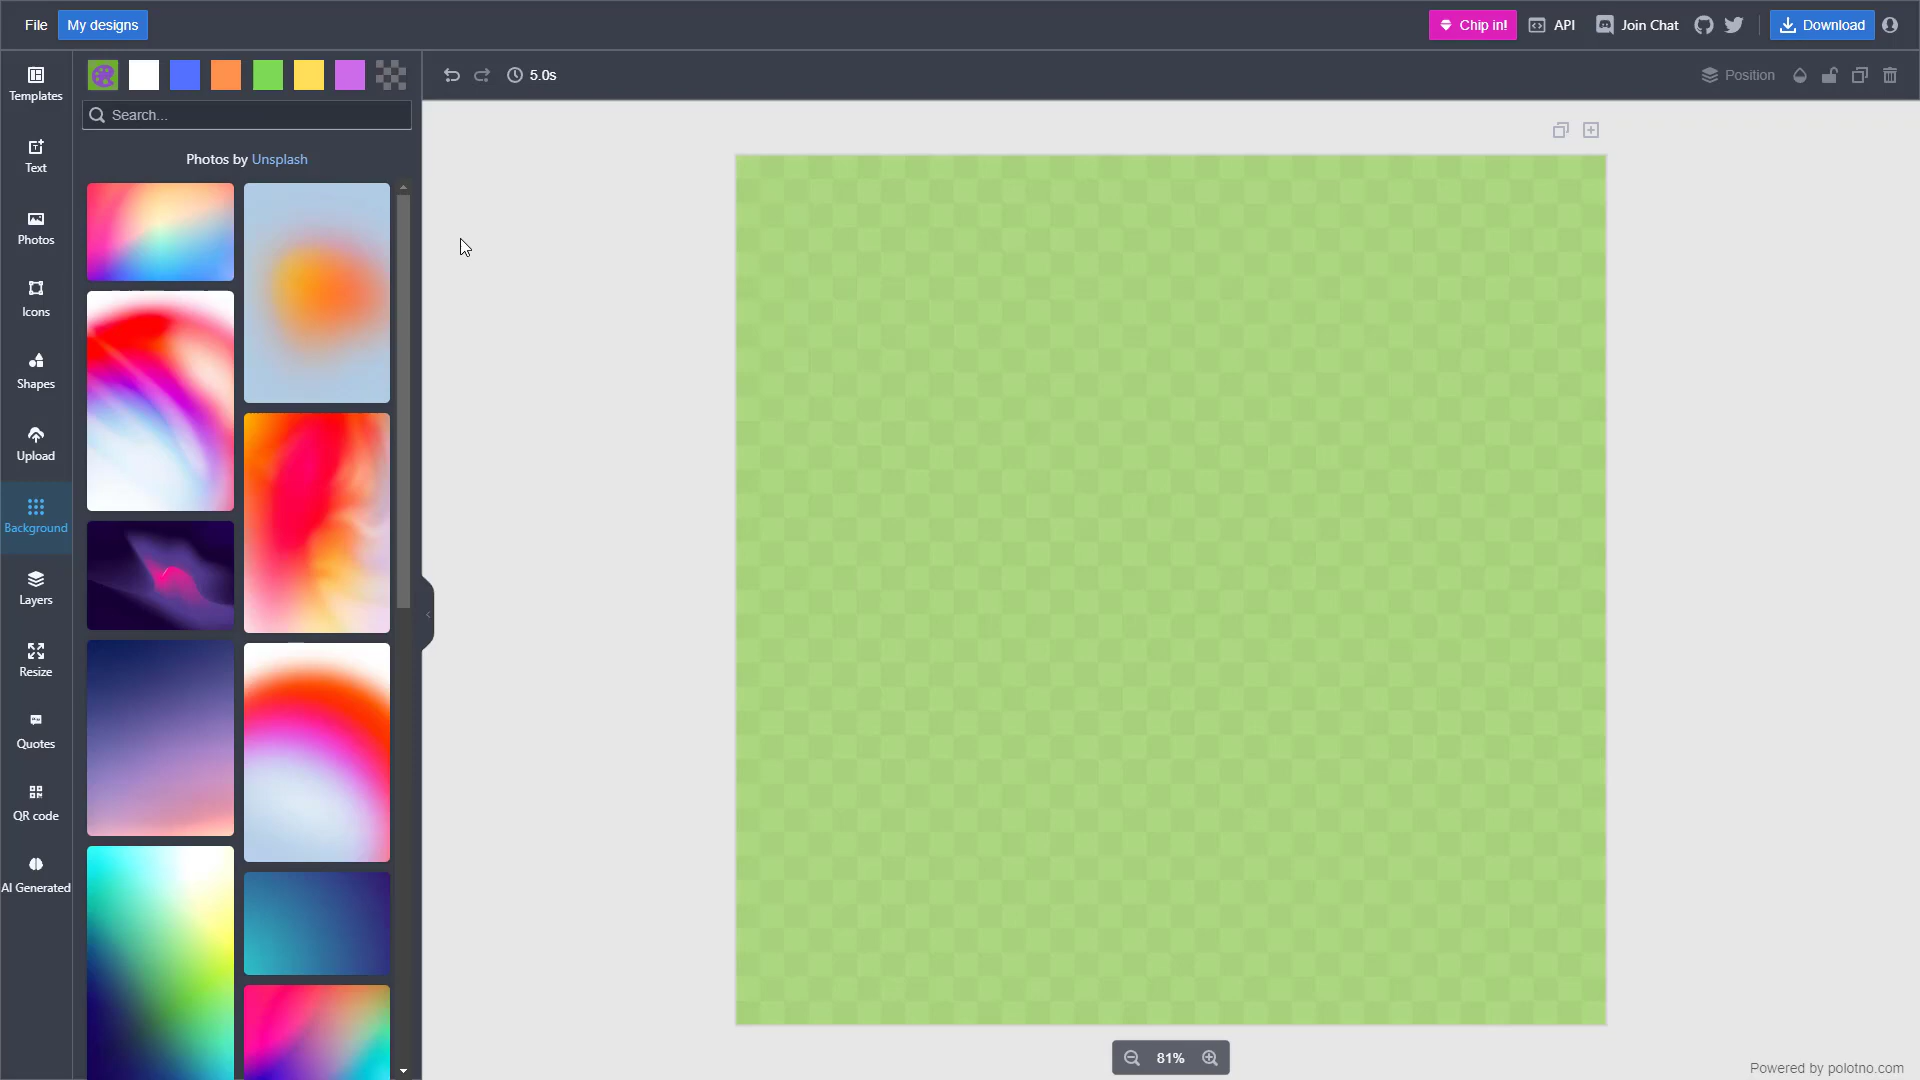 File
My designs
Chip in!
API
Join Chat
Download
Templates
Text
Photos
Icons
Shapes
Upload
Background
Layers
Resize
Quotes
QR code
AI Generated
Search...
Photos by Unsplash
5.0s
Position
81%
Powered by polotno.com